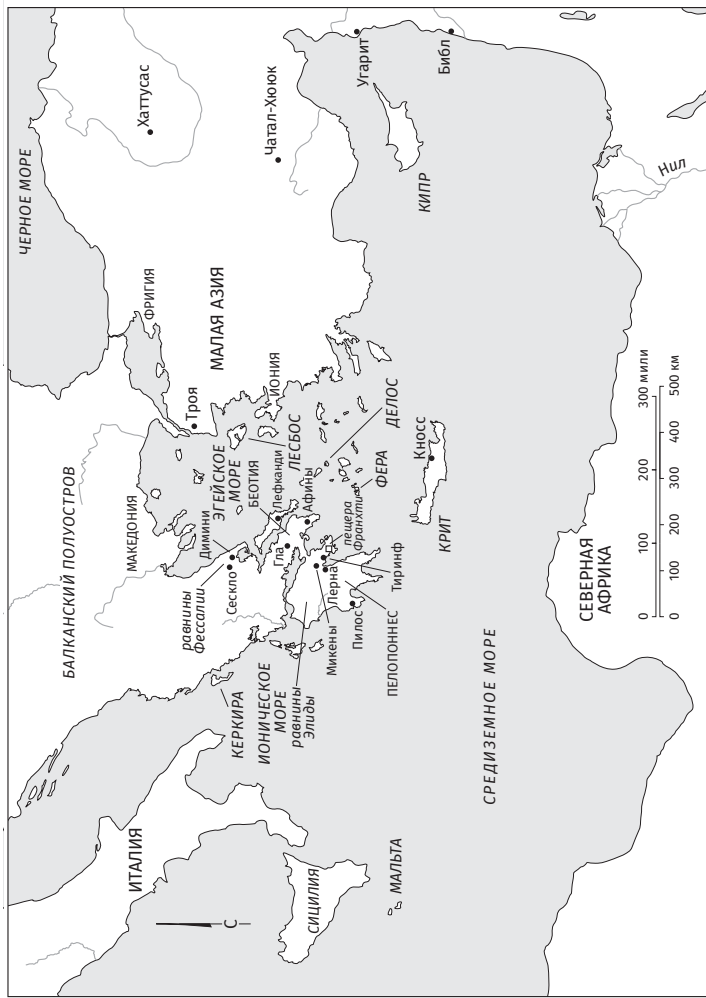 ЧЕРНОЕ МОРЕ
Хаттусас
БАЛКАНСКИЙ ПОЛУОСТРОВ
ФРИГИЯ
МАКЕДОНИЯ
Троя
МАЛАЯ АЗИЯ
Чатал-Хююк
ИТАЛИЯ
равнины
Фессалии
Димини
Сескло
ЭГЕЙСКОЕ
МОРЕ
БЕОТИЯ
Лефканди
ЛЕСБОС
ИОНИЯ
КЕРКИРА
ИОНИЧЕСКОЕ
МОРЕ
равнины
Элиды
Гла
Афины
Микены
Лерна
пещера
Франхти
Тиринф
Пилос
ПЕЛОПОННЕС
ДЕЛОС
ФЕРА
Угарит
Библ
КИПР
С
СИЦИЛИЯ
МАЛЬТА
Кносс
КРИТ
СРЕДИЗЕМНОЕ МОРЕ
СЕВЕРНАЯ
АФРИКА
Нил
0 100 200 300 мили
0 100 200 300 400 500 км